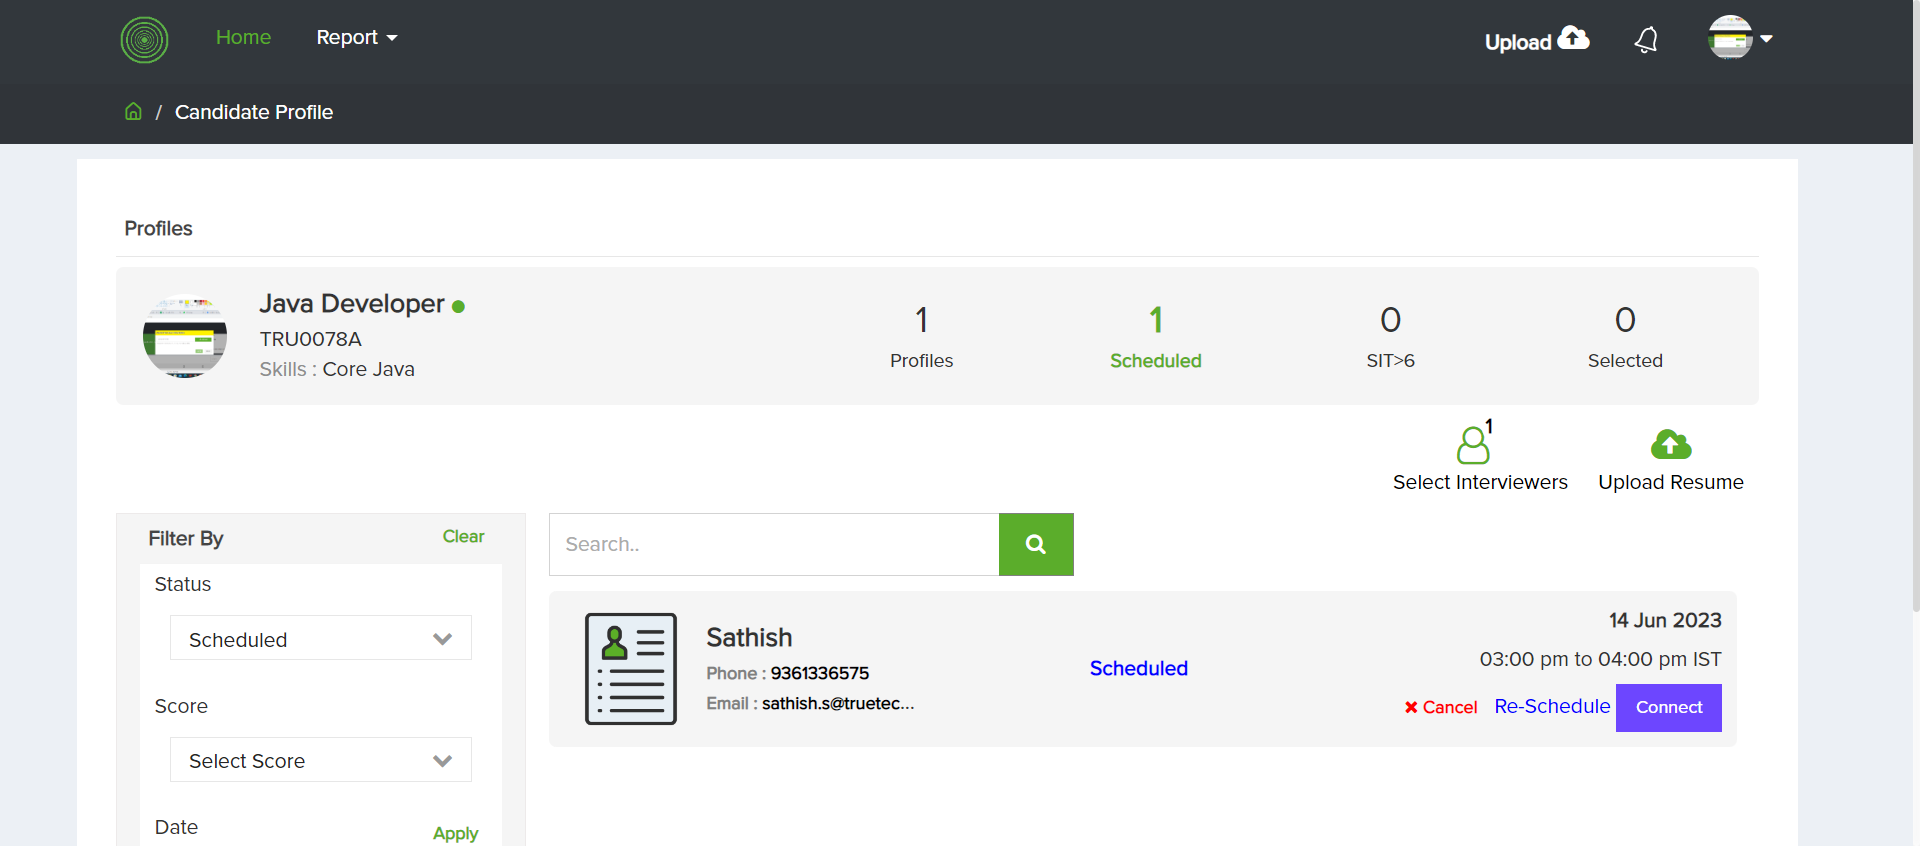 Home
Report
Upload
/ Candidate Profile
Profiles
Java Developer
TRU0078A
Skills : Core Java
1
Profiles
1
Scheduled
0
SIT>6
0
Selected
1
Select Interviewers
Upload Resume
Filter By
Clear
Status
Scheduled
Score
Select Score
Date
Apply
Search..
Sathish
Phone : 9361336575
Email : sathish.s@truetec...
Scheduled
14 Jun 2023
03:00 pm to 04:00 pm IST
Cancel
Re-Schedule
Connect